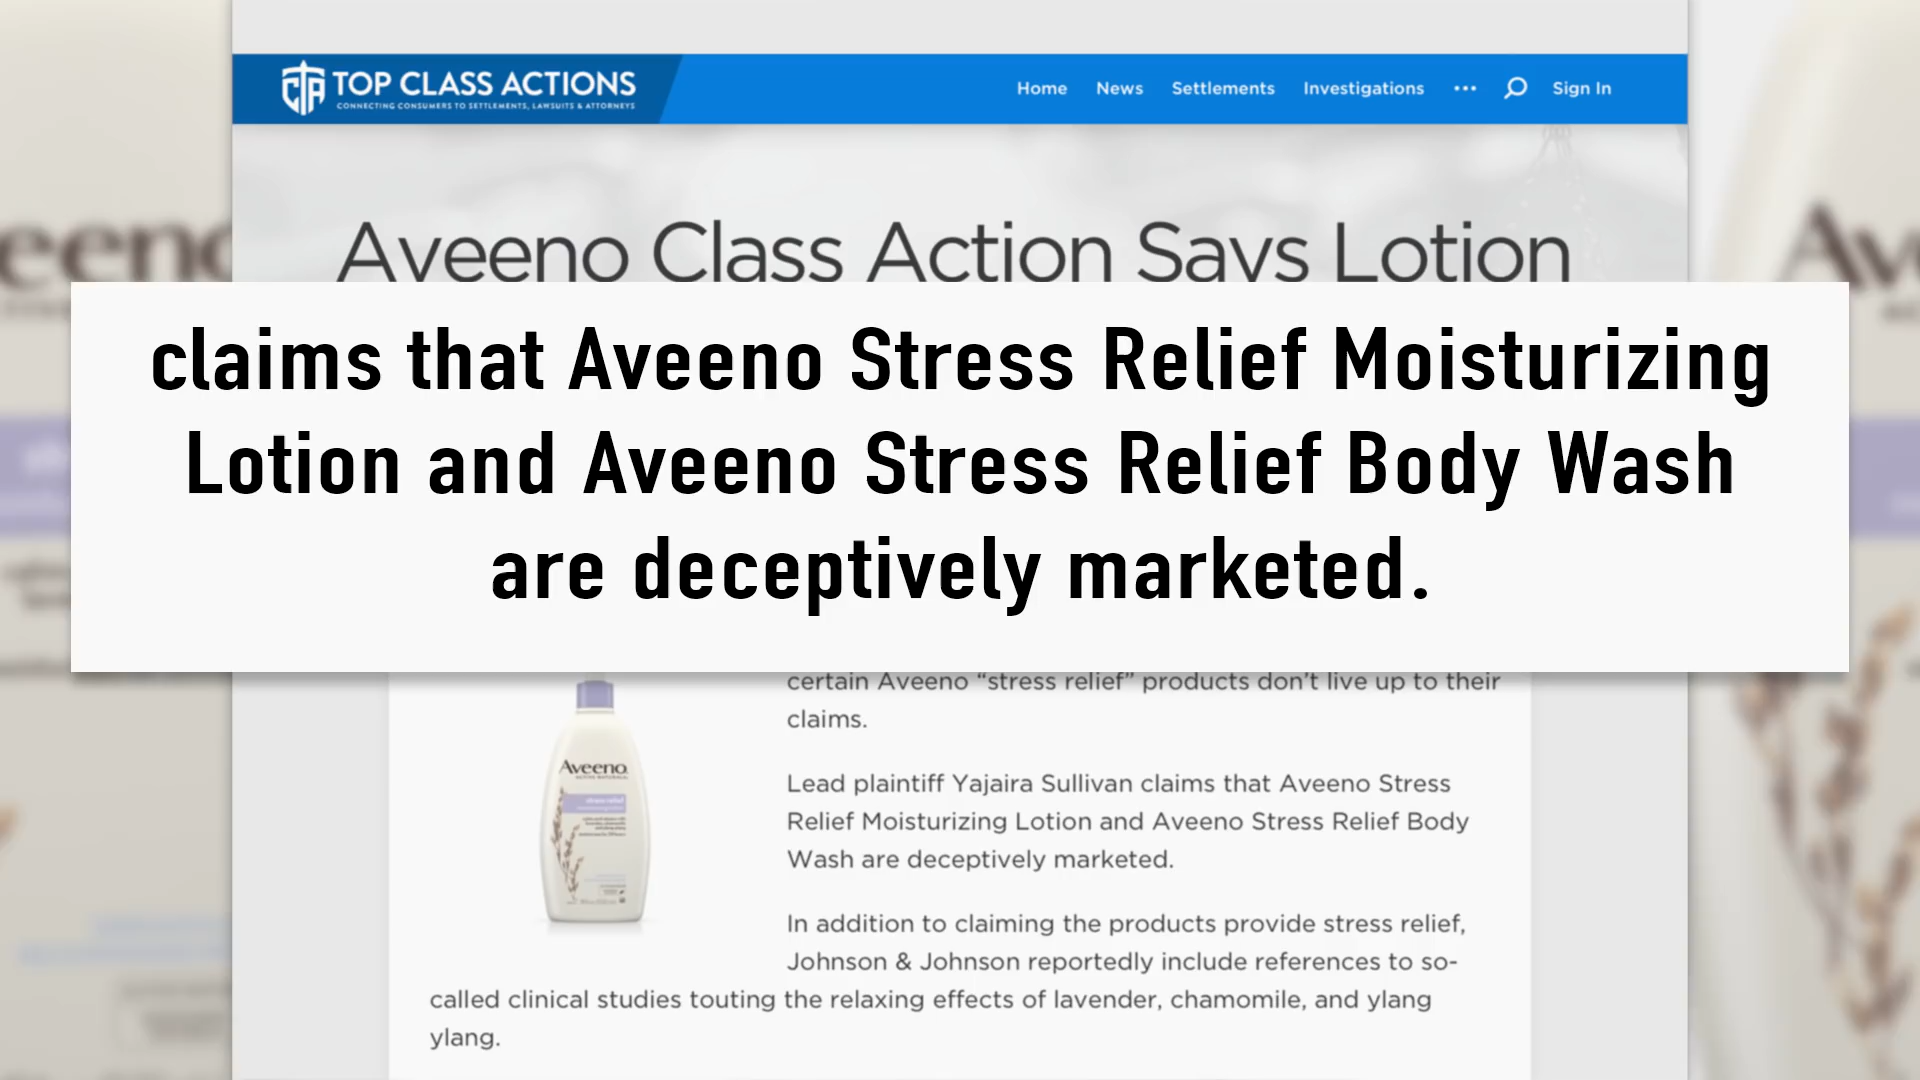 TOP CLASS ACTIONS
CONNECTING CONSUMERS TO SETTLEMENTS, LAWSUITS & ATTORNEYS
Home News Settlements Investigations ... Sign In
Aveeno Class Action Says Lotion
claims that Aveeno Stress Relief Moisturizing
Lotion and Aveeno Stress Relief Body Wash
are deceptively marketed.
certain Aveeno “stress relief” products don’t live up to their
claims.
Aveeno
stress relief
Lead plaintiff Yajaira Sullivan claims that Aveeno Stress
Relief Moisturizing Lotion and Aveeno Stress Relief Body
Wash are deceptively marketed.
In addition to claiming the products provide stress relief,
Johnson & Johnson reportedly include references to so-
called clinical studies touting the relaxing effects of lavender, chamomile, and ylang
ylang.